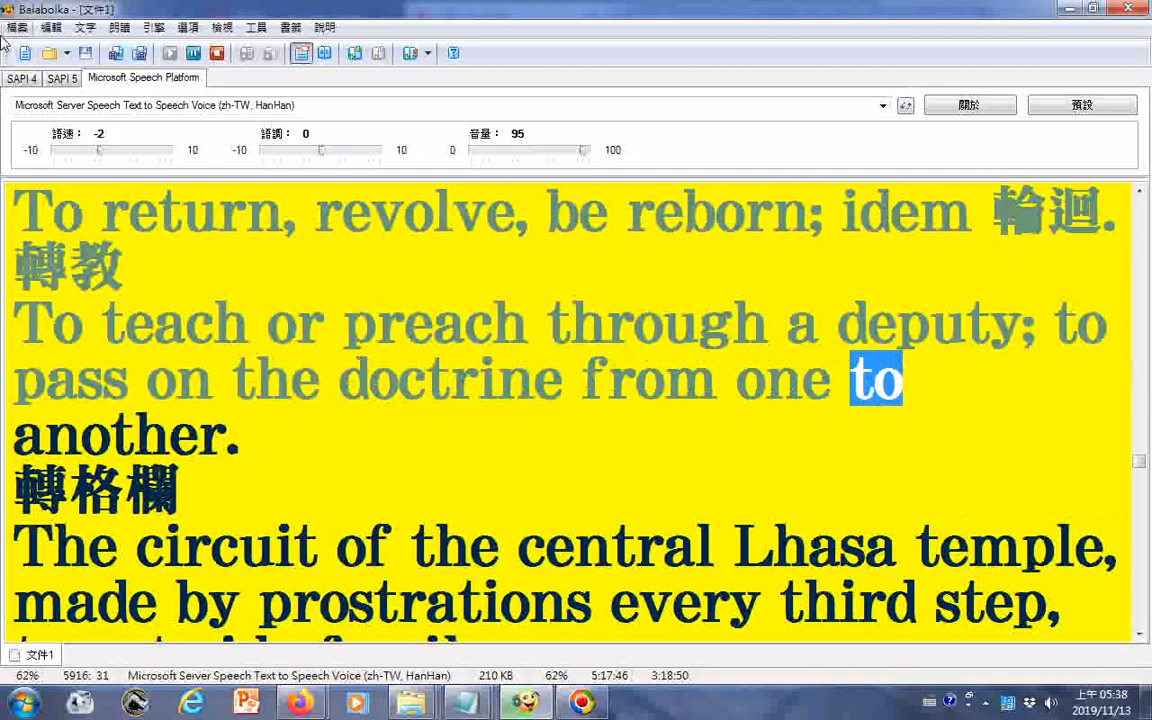 Balabolka - [文件1]
檔案 編輯 文字 朗讀 引擎 選項 檢視 工具 書籤 說明
SAPI 4 SAPI 5 Microsoft Speech Platform
Microsoft Server Speech Text to Speech Voice (zh-TW, HanHan) 關於 預設
語速： -2 語調： 0 音量： 95
-10 10 -10 10 0 100
To return, revolve, be reborn; idem 輪迴.
轉教
To teach or preach through a deputy; to
pass on the doctrine from one to
another.
轉格欄
The circuit of the central Lhasa temple,
made by prostrations every third step,
文件1
62% 5916: 31 Microsoft Server Speech Text to Speech Voice (zh-TW, HanHan) 210 KB 62% 5:17:46 3:18:50
上午 05:38
2019/11/13